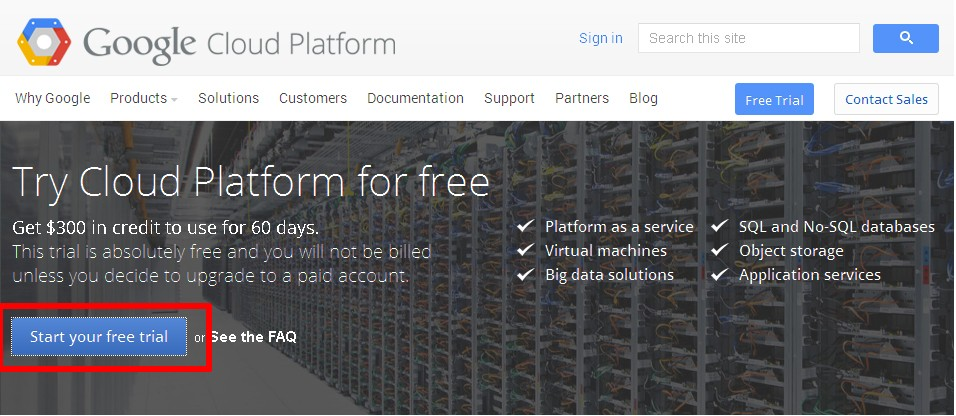 Google Cloud Platform
Sign in
Search this site
Why Google
Products
Solutions
Customers
Documentation
Support
Partners
Blog
Free Trial
Contact Sales
Try Cloud Platform for free
Get $300 in credit to use for 60 days.
This trial is absolutely free and you will not be billed
unless you decide to upgrade to a paid account.
Platform as a service
Virtual machines
Big data solutions
SQL and No-SQL databases
Object storage
Application services
Start your free trial
or See the FAQ